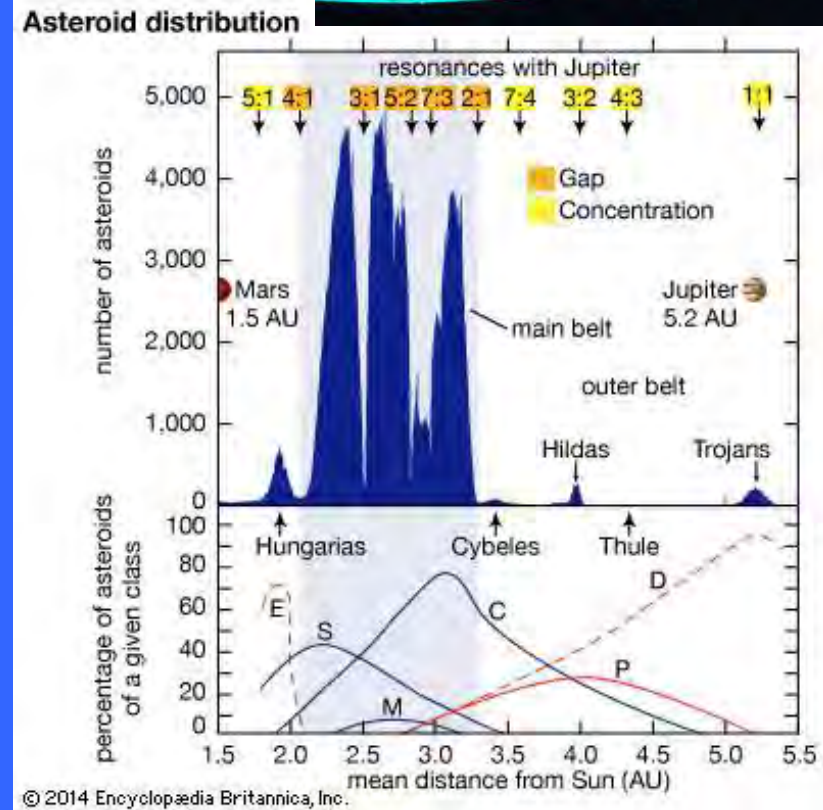 Asteroid distribution
resonances with Jupiter
5:1 4:1 3:1 5:2 7:3 2:1 7:4 3:2 4:3 1:1
Gap
Concentration
number of asteroids
5,000
4,000
3,000
2,000
1,000
0
Mars
1.5 AU
Jupiter
5.2 AU
main belt
outer belt
Hildas
Trojans
Hungarias
Cybeles
Thule
percentage of asteroids
of a given class
100
80
60
40
20
0
E
S
M
C
D
P
1.5 2.0 2.5 3.0 3.5 4.0 4.5 5.0 5.5
mean distance from Sun (AU)
© 2014 Encyclopædia Britannica, Inc.